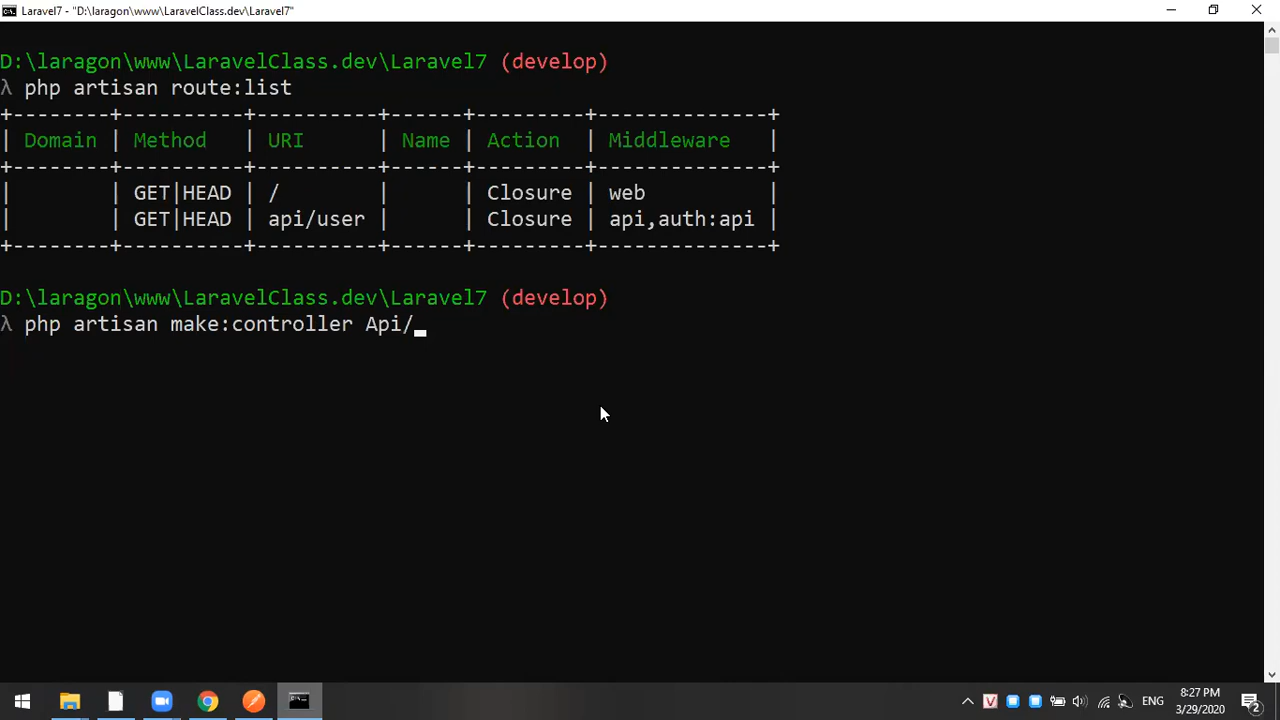 Laravel7 - "D:\laragon\www\LaravelClass.dev\Laravel7"
D:\laragon\www\LaravelClass.dev\Laravel7 (develop)
λ php artisan route:list
+--------+----------+----------+------+---------+--------------+
| Domain | Method   | URI      | Name | Action  | Middleware   |
+--------+----------+----------+------+---------+--------------+
|        | GET|HEAD | /        |      | Closure | web          |
|        | GET|HEAD | api/user |      | Closure | api,auth:api |
+--------+----------+----------+------+---------+--------------+
D:\laragon\www\LaravelClass.dev\Laravel7 (develop)
λ php artisan make:controller Api/_
ENG
8:27 PM
3/29/2020
2